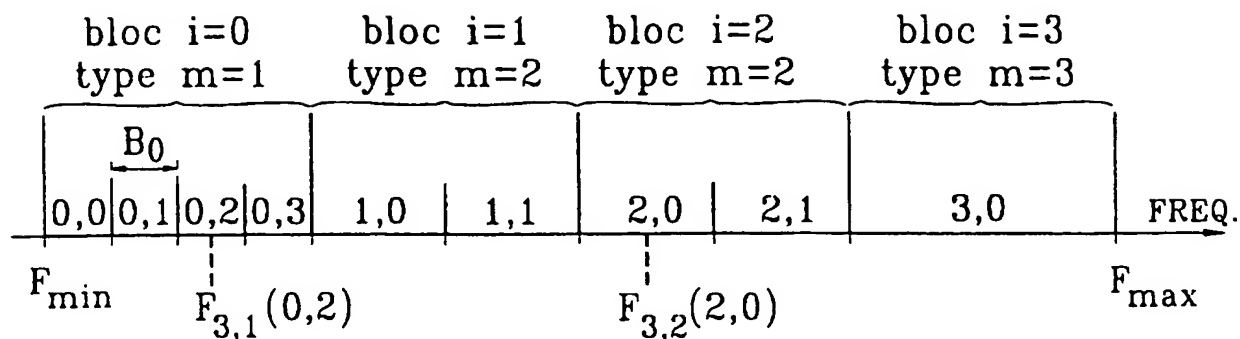 bloc i=0 bloc i=1 bloc i=2 bloc i=3
type m=1 type m=2 type m=2 type m=3
B0
0,0 0,1 0,2 0,3 1,0 1,1 2,0 2,1 3,0 FREQ.
Fmin F3,1(0,2) F3,2(2,0) Fmax